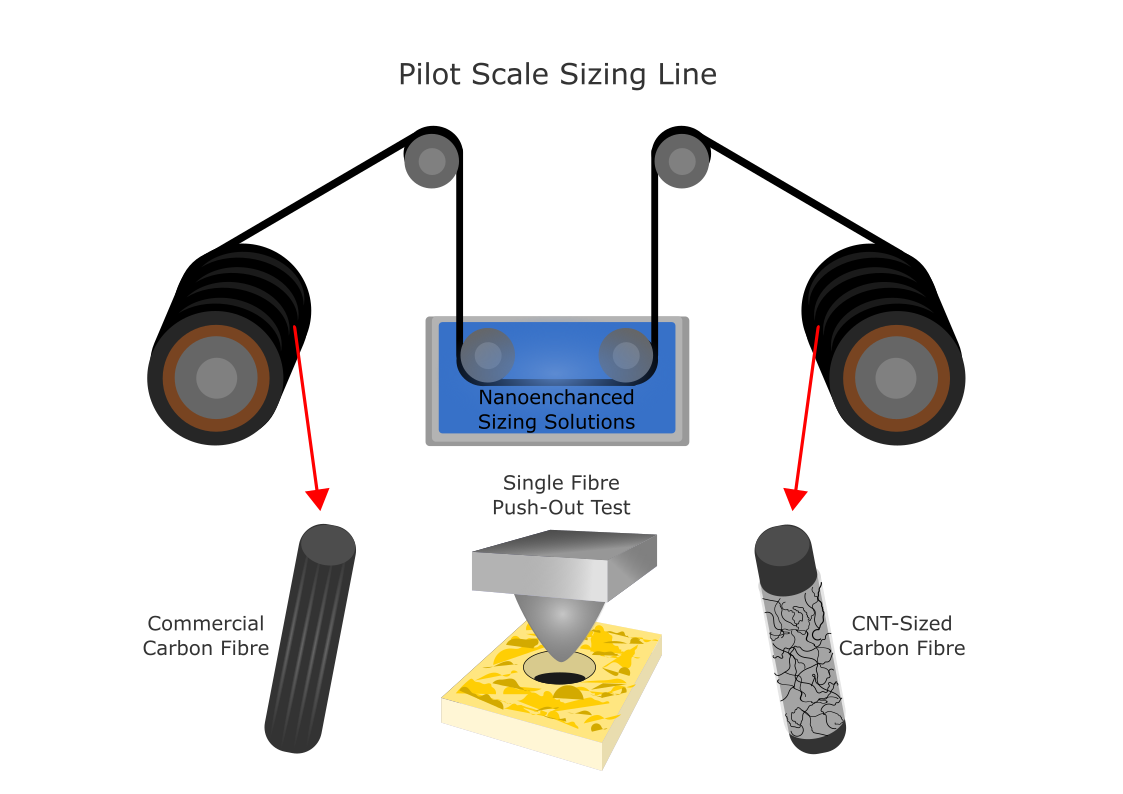 Pilot Scale Sizing Line
Nanoenchanced
Sizing Solutions
Single Fibre
Push-Out Test
Commercial
Carbon Fibre
CNT-Sized
Carbon Fibre